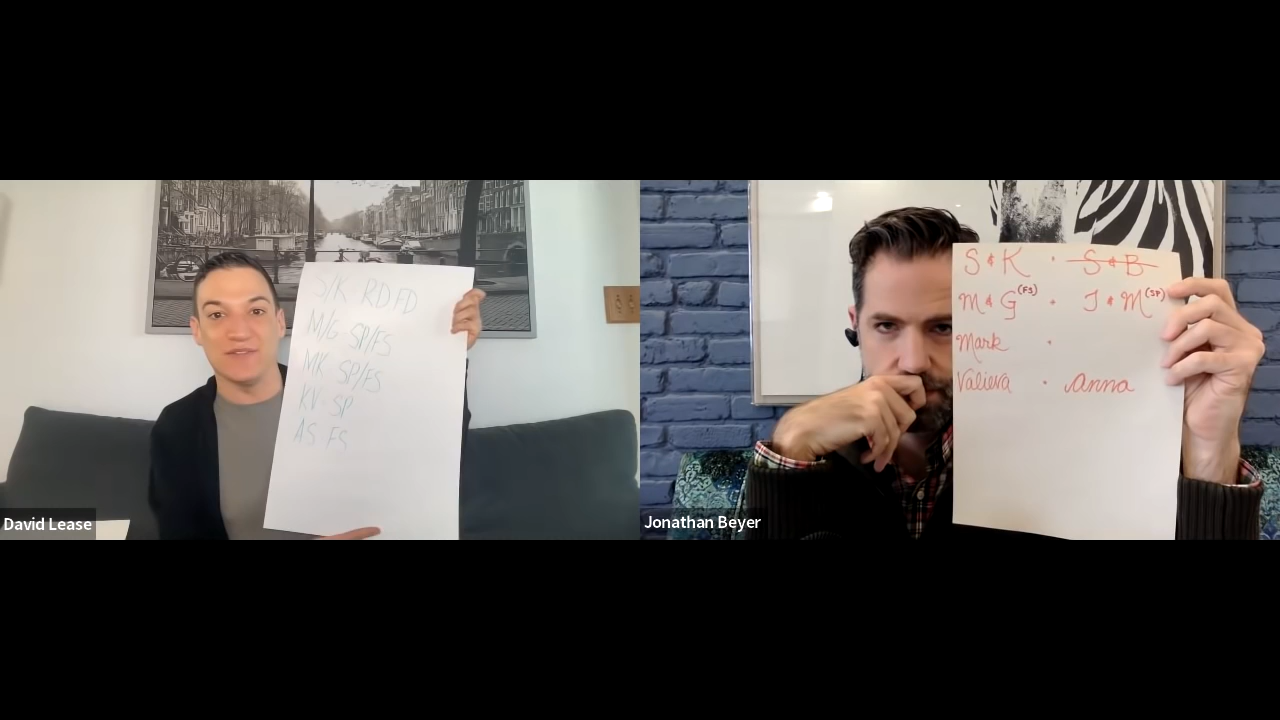 S/K RD FD
M/G SP/FS
MK SP/FS
KV SP
AS FS
David Lease
S & K · S & B
M & G (FS) · J & M (SP)
Mark ·
Valieva · Anna
Jonathan Beyer